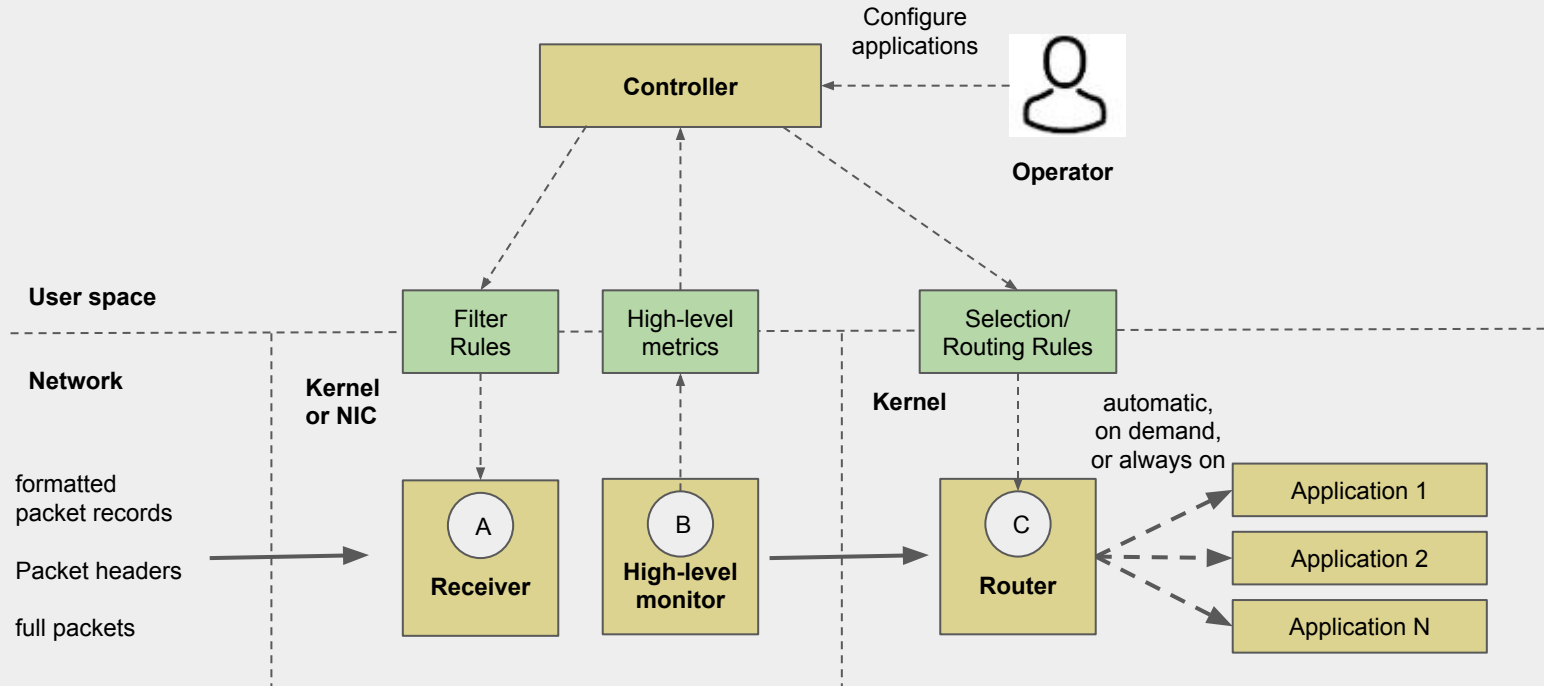 Configure
applications
Controller
Operator
User space
Filter
Rules
High-level
metrics
Selection/
Routing Rules
Network
Kernel
or NIC
Kernel
automatic,
on demand,
or always on
formatted
packet records
Packet headers
full packets
A
Receiver
B
High-level
monitor
C
Router
Application 1
Application 2
Application N